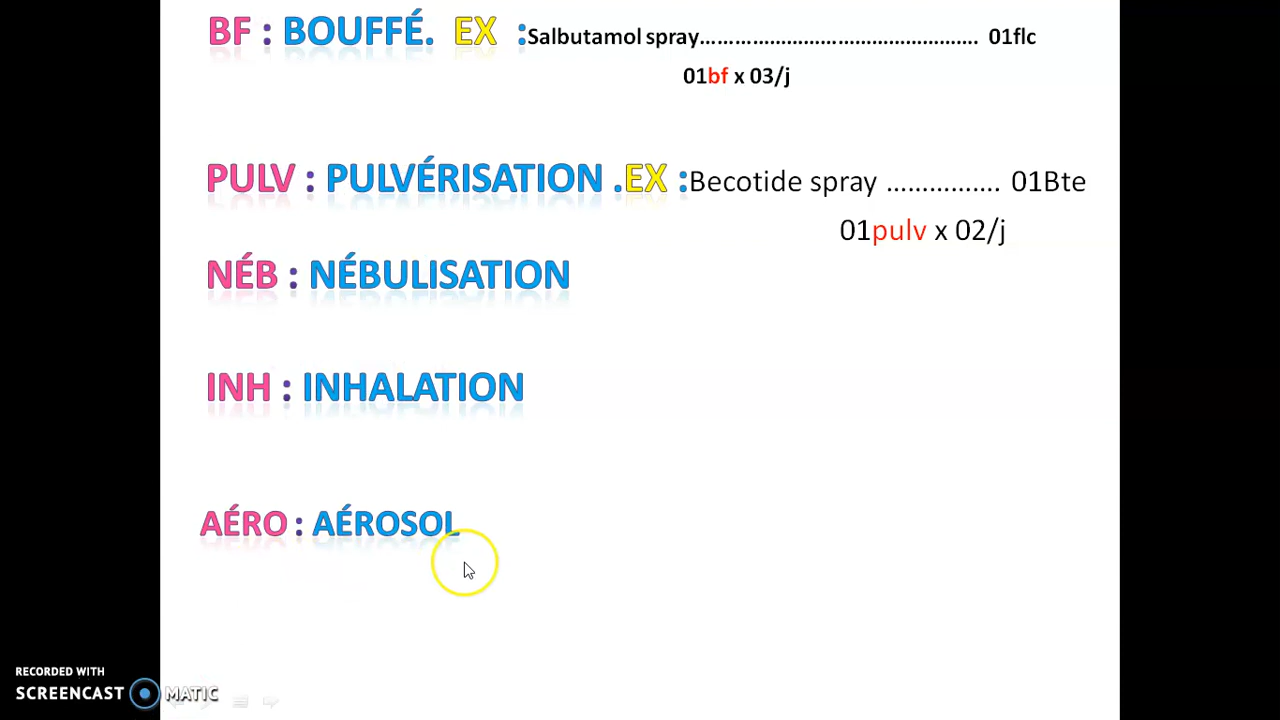 BF : BOUFFÉ. EX :Salbutamol spray………………………………………… 01flc
01bf x 03/j
PULV : PULVÉRISATION .EX :Becotide spray ................ 01Bte
01pulv x 02/j
NÉB : NÉBULISATION
INH : INHALATION
AÉRO : AÉROSOL
RECORDED WITH
SCREENCAST MATIC